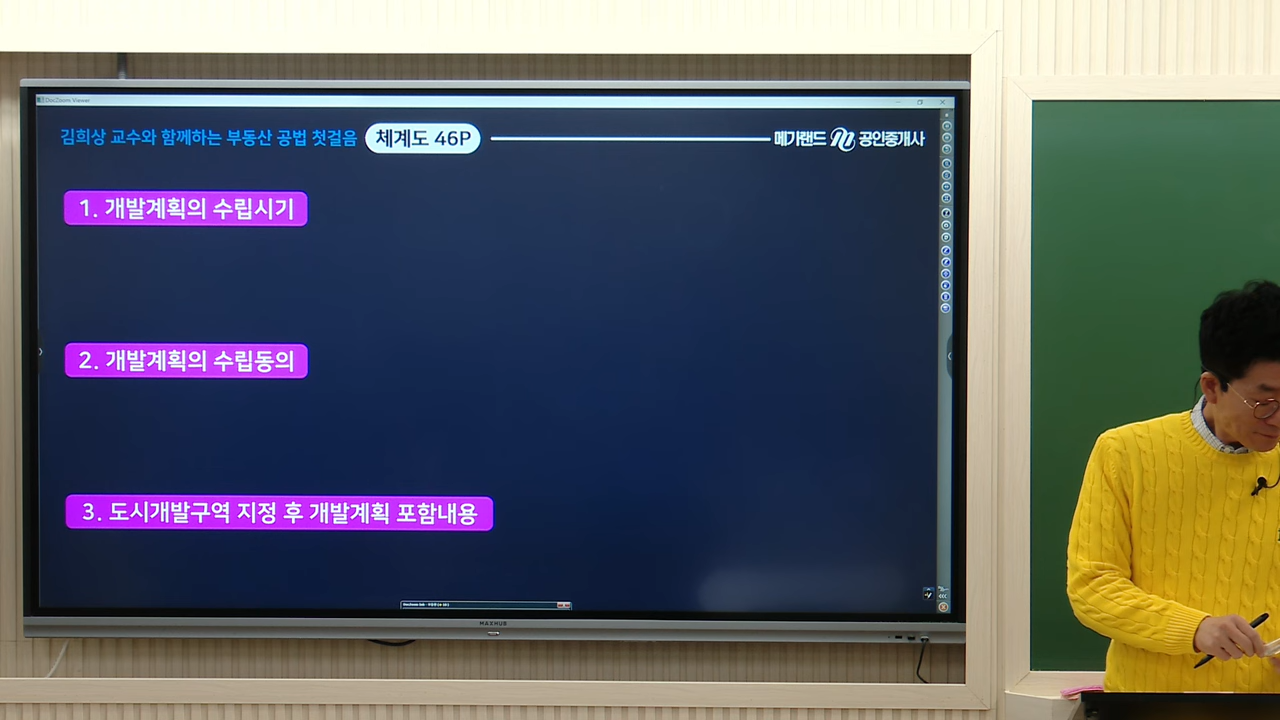 DocZoom Viewer
김희상 교수와 함께하는 부동산 공법 첫걸음 체계도 46P 메가랜드 공인중개사
1. 개발계획의 수립시기
2. 개발계획의 수립동의
3. 도시개발구역 지정 후 개발계획 포함내용
MAXHUB